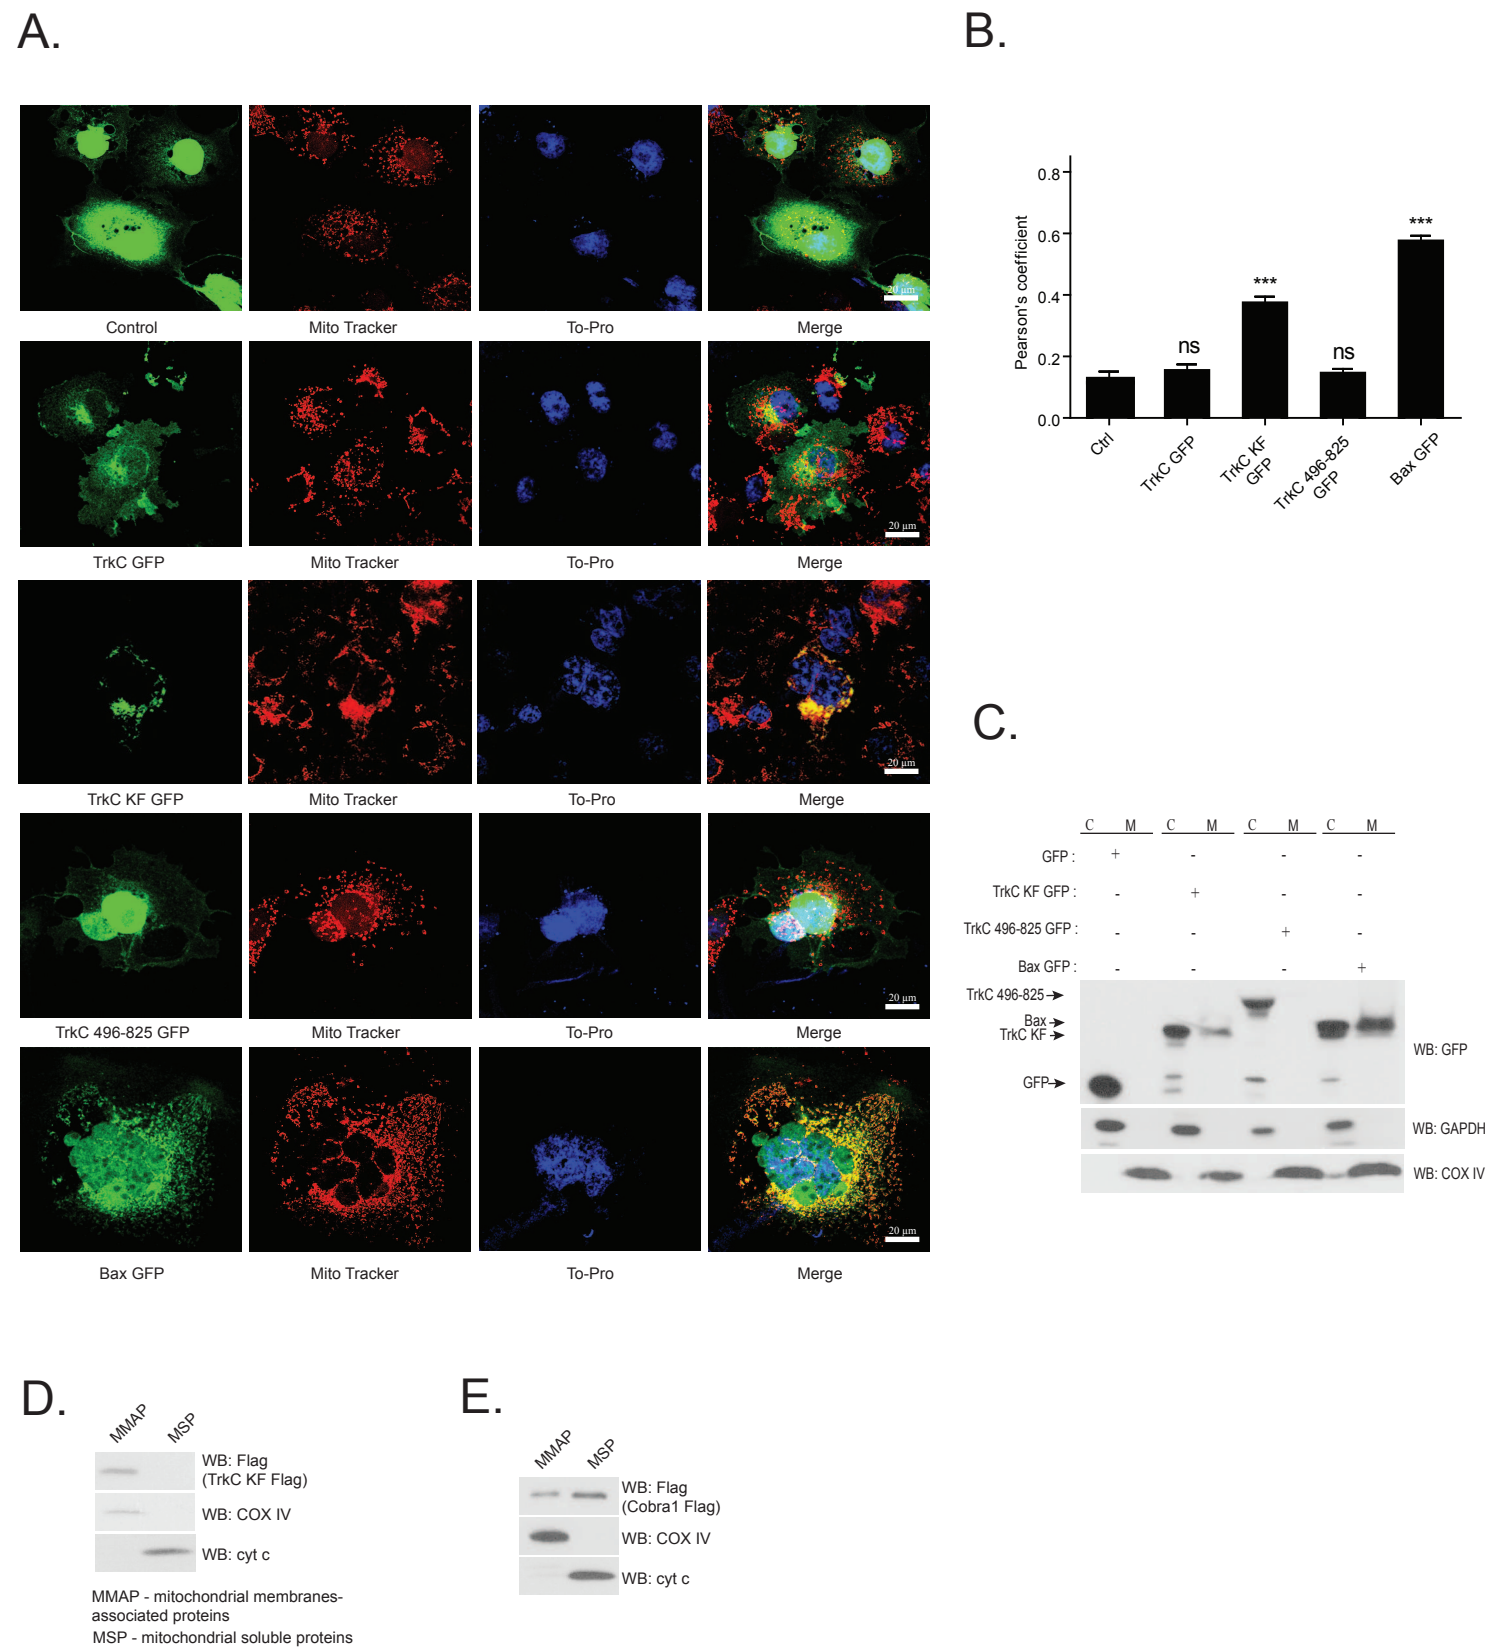 A.
Control Mito Tracker To-Pro Merge
20 μm
TrkC GFP Mito Tracker To-Pro Merge
20 μm
TrkC KF GFP Mito Tracker To-Pro Merge
20 μm
TrkC 496-825 GFP Mito Tracker To-Pro Merge
20 μm
Bax GFP Mito Tracker To-Pro Merge
20 μm
B.
Pearson's coefficient
0.8
0.6
0.4
0.2
0.0
ns
***
ns
***
Ctrl
TrkC GFP
TrkC KF
GFP
TrkC 496-825
GFP
Bax GFP
C.
C M C M C M C M
GFP : + - - -
TrkC KF GFP : - + - -
TrkC 496-825 GFP : - - + -
Bax GFP : - - - +
TrkC 496-825
Bax
TrkC KF
GFP
WB: GFP
WB: GAPDH
WB: COX IV
D.
MMAP MSP
WB: Flag
(TrkC KF Flag)
WB: COX IV
WB: cyt c
MMAP - mitochondrial membranes-
associated proteins
MSP - mitochondrial soluble proteins
E.
MMAP MSP
WB: Flag
(Cobra1 Flag)
WB: COX IV
WB: cyt c